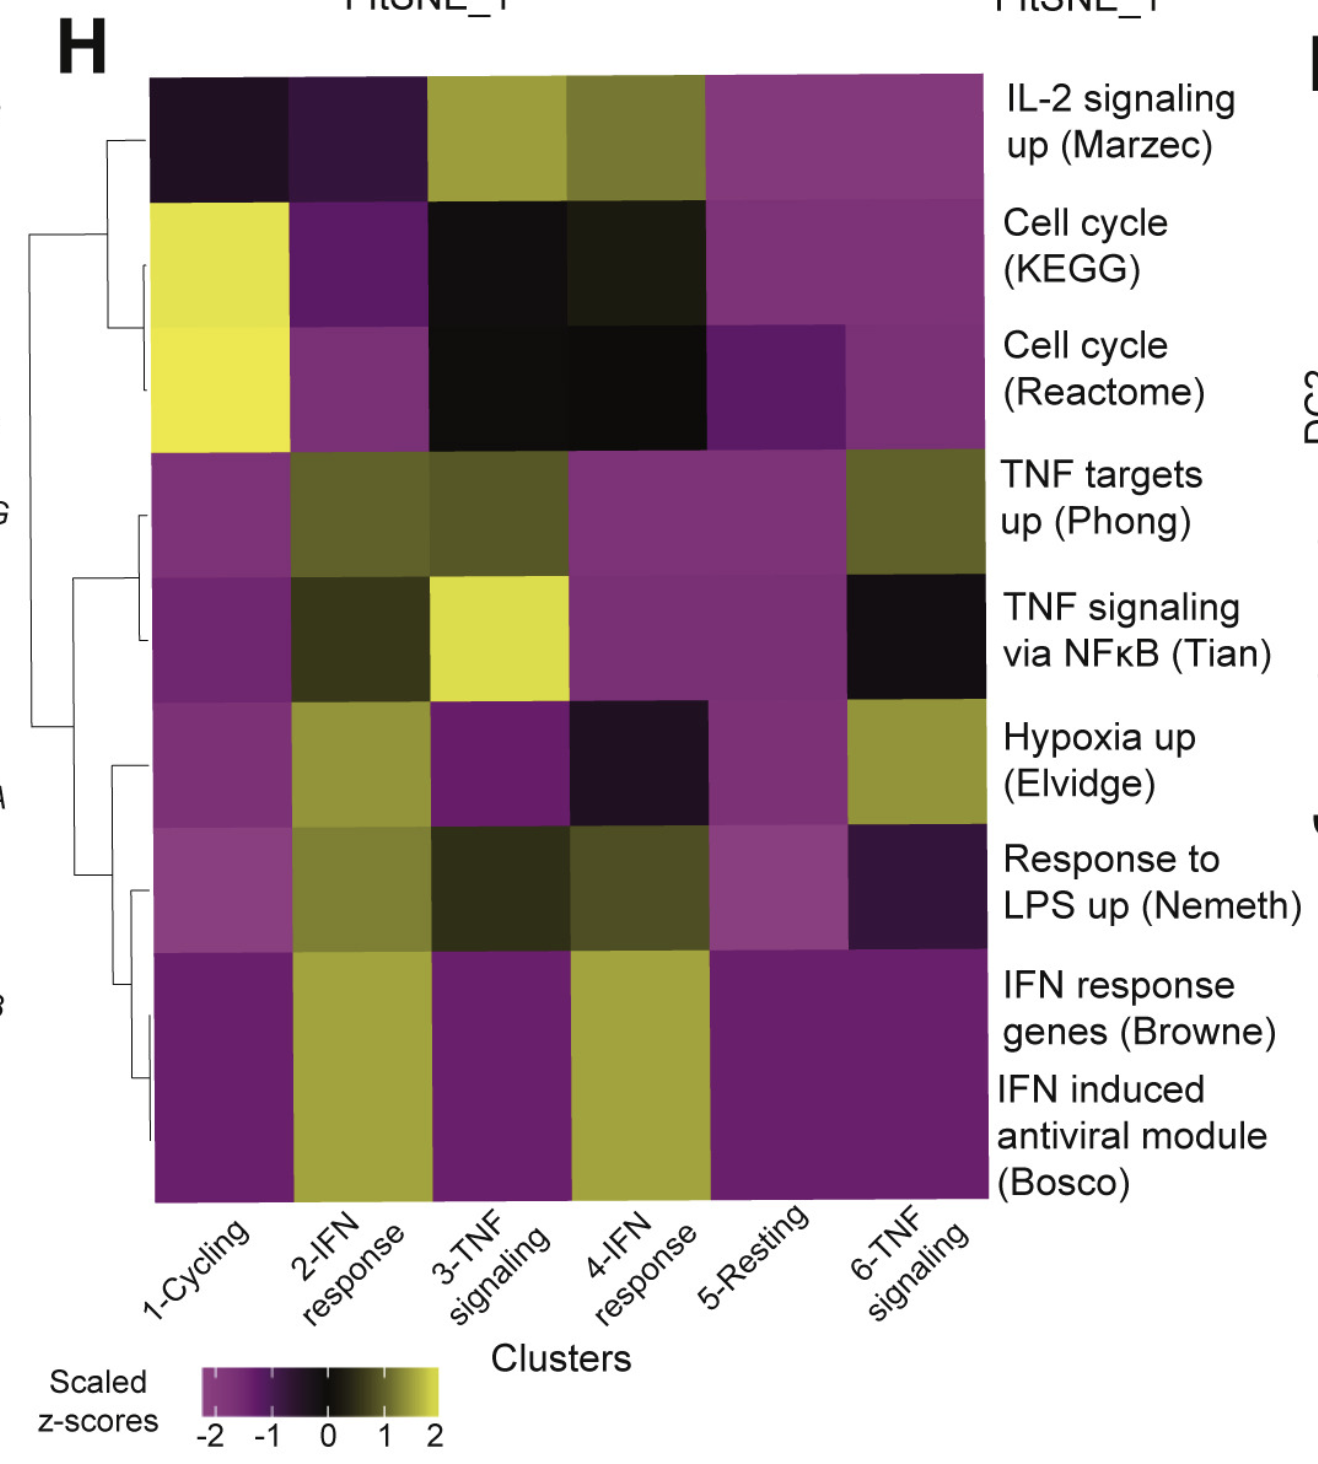 H
IL-2 signaling
up (Marzec)
Cell cycle
(KEGG)
Cell cycle
(Reactome)
TNF targets
up (Phong)
TNF signaling
via NFκB (Tian)
Hypoxia up
(Elvidge)
Response to
LPS up (Nemeth)
IFN response
genes (Browne)
IFN induced
antiviral module
(Bosco)
1-Cycling
2-IFN
response
3-TNF
signaling
4-IFN
response
5-Resting
6-TNF
signaling
Clusters
Scaled
z-scores
-2 -1 0 1 2